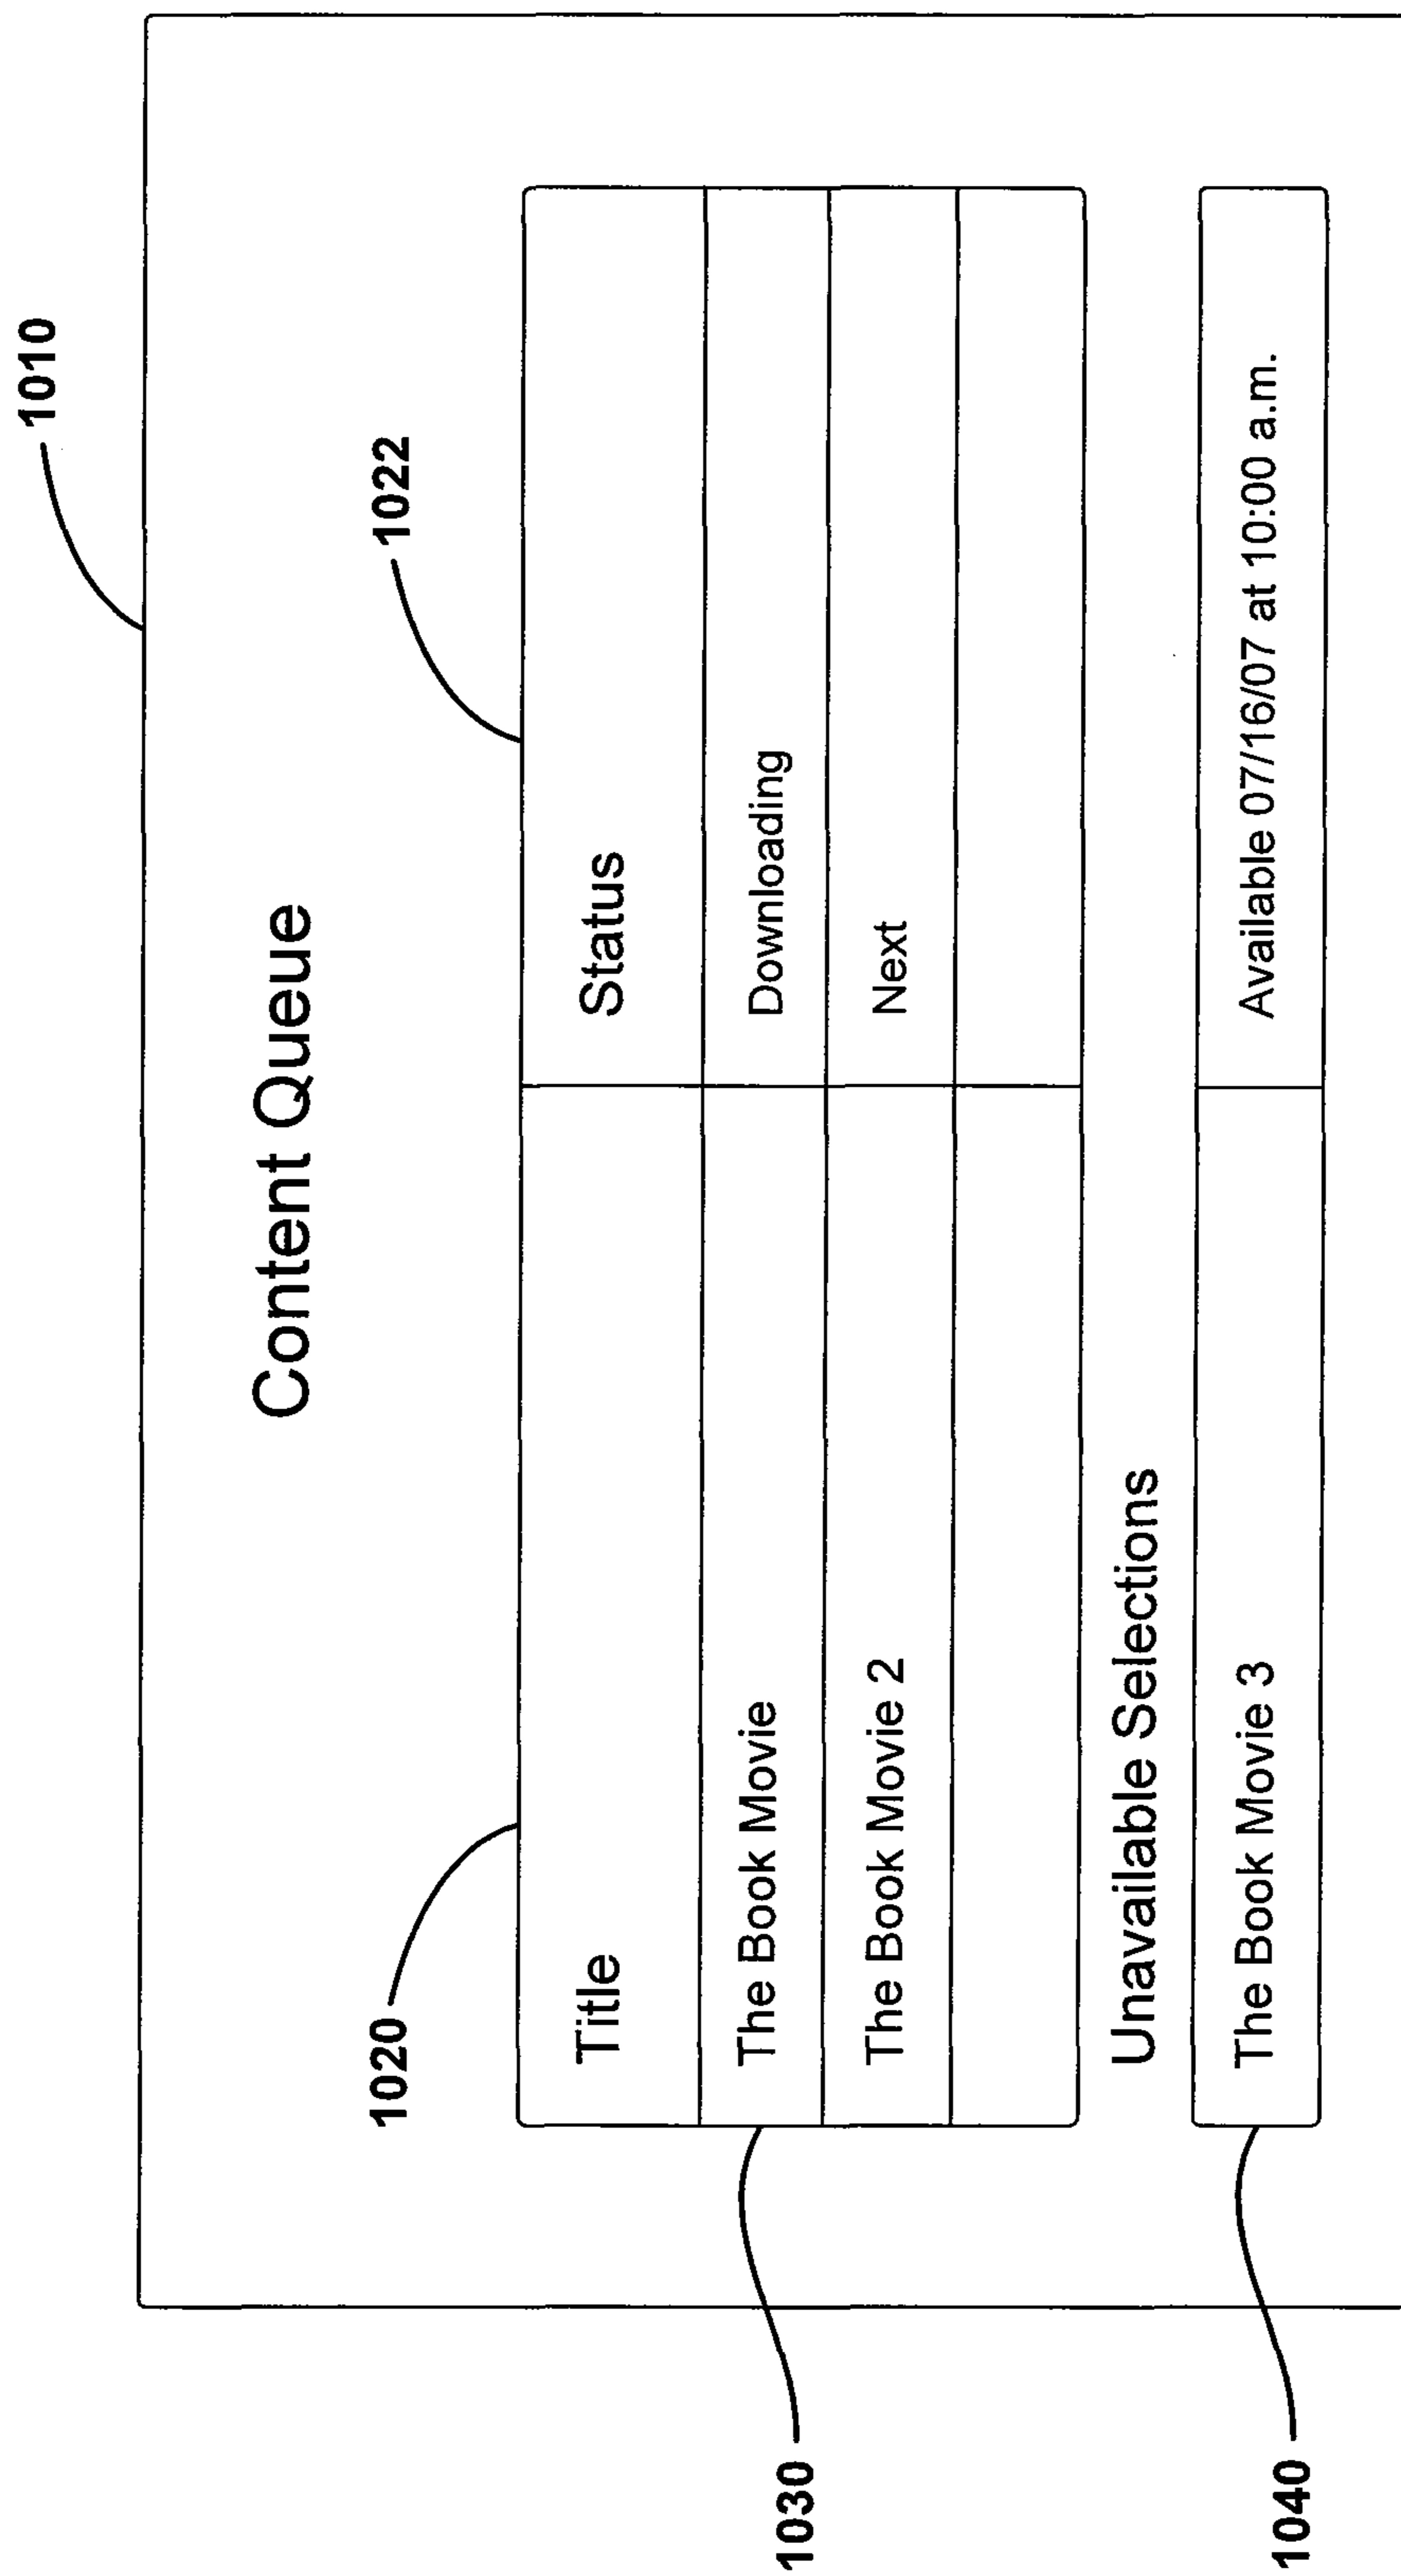 1010
Content Queue
1020
1022
Title Status
1030
The Book Movie Downloading
The Book Movie 2 Next
Unavailable Selections
1040
The Book Movie 3 Available 07/16/07 at 10:00 a.m.